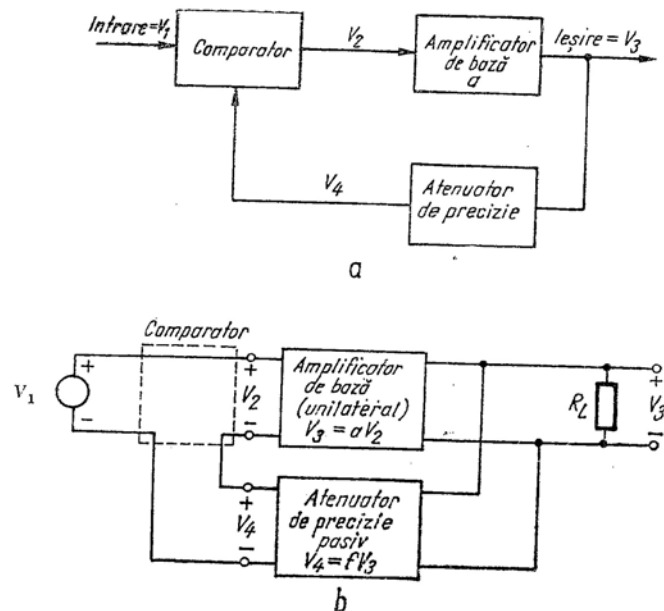 Intrare=V₁
Comparator
V₂
Amplificator
de bază
a
Ieșire = V₃
V₄
Atenuator
de precizie
a
Comparator
V₁
+
−
+
V₂
−
Amplificator
de bază
(unilateral)
V₃ = aV₂
R_L
+
V₃
−
+
V₄
−
Atenuator
de precizie
pasiv
V₄ = fV₃
b